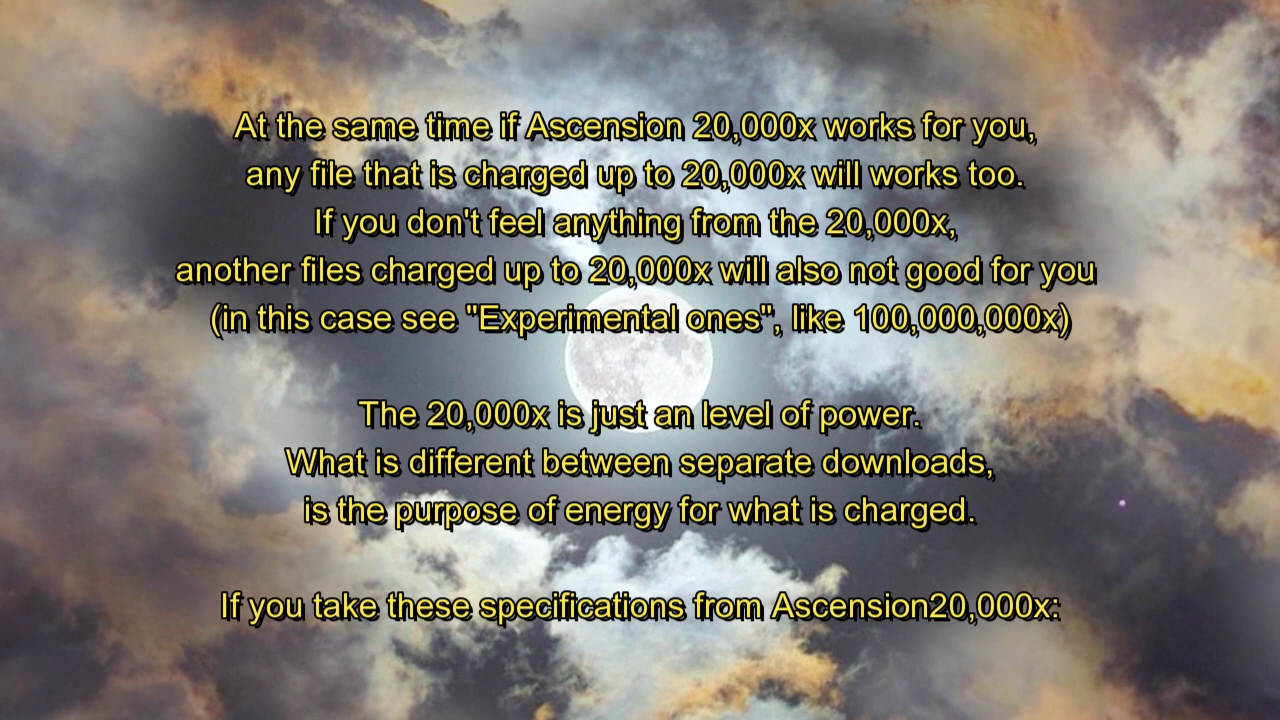 At the same time if Ascension 20,000x works for you,
any file that is charged up to 20,000x will works too.
If you don't feel anything from the 20,000x,
another files charged up to 20,000x will also not good for you
(in this case see "Experimental ones", like 100,000,000x)
The 20,000x is just an level of power.
What is different between separate downloads,
is the purpose of energy for what is charged.
If you take these specifications from Ascension20,000x: